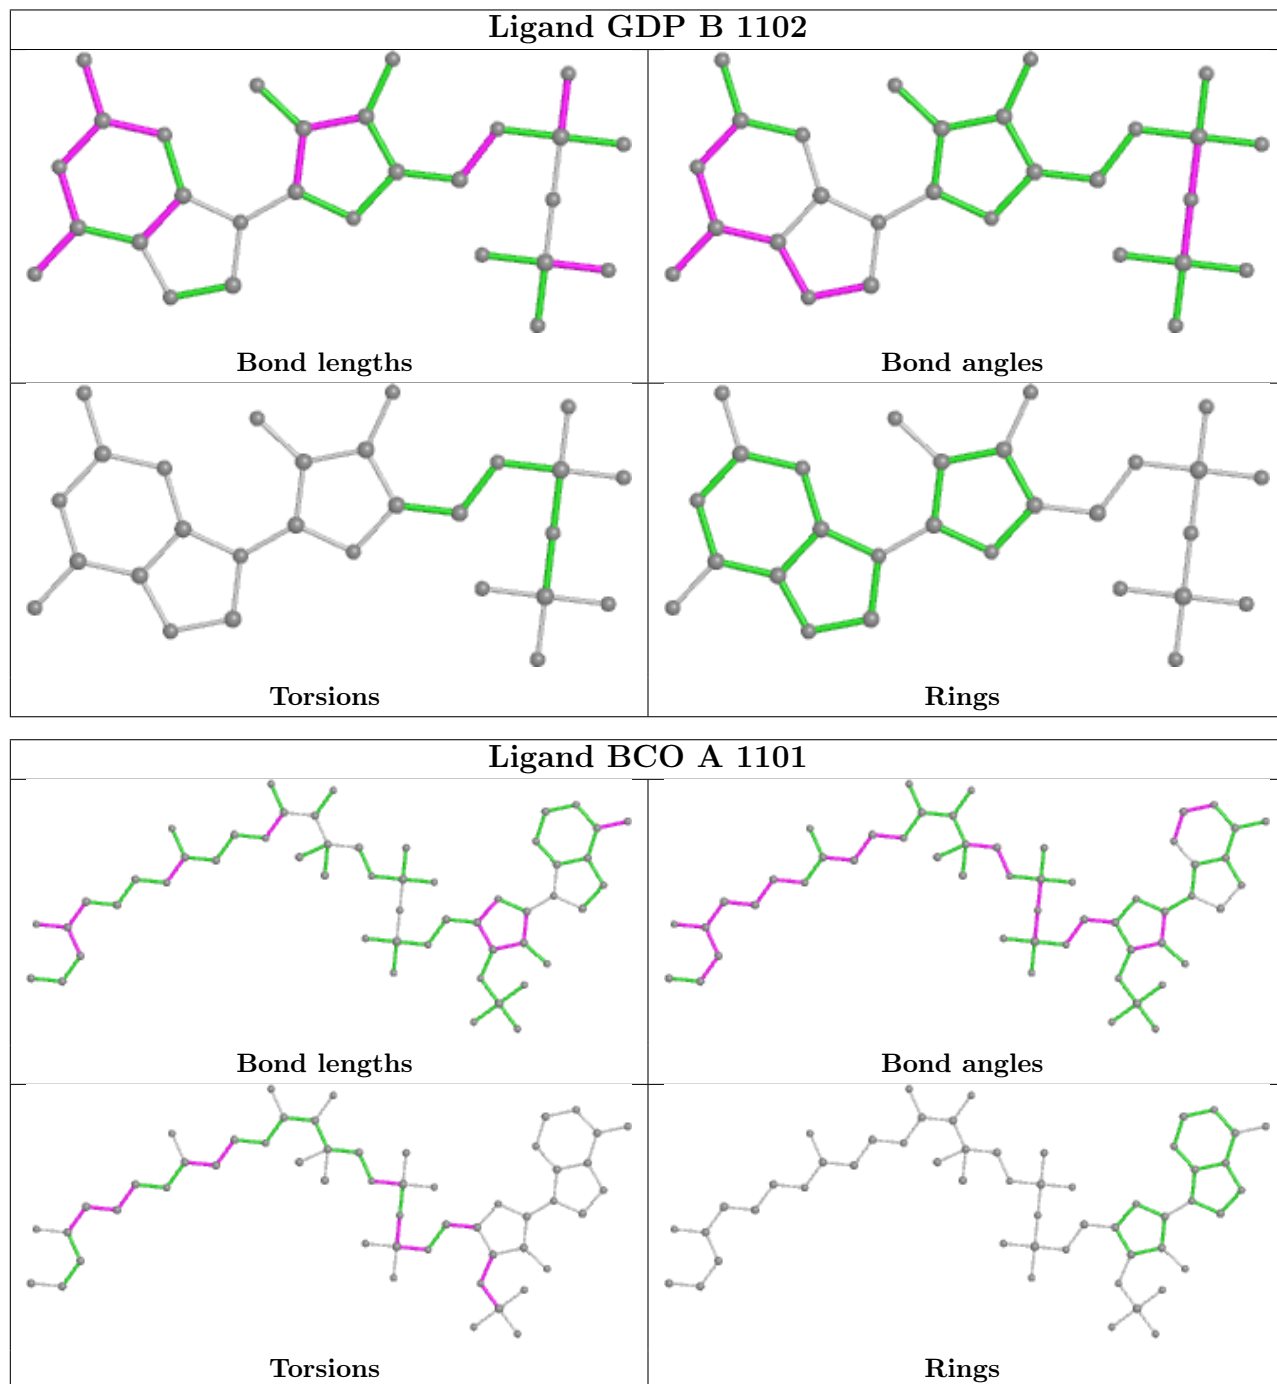 Ligand GDP B 1102
Bond lengths
Bond angles
Torsions
Rings
Ligand BCO A 1101
Bond lengths
Bond angles
Torsions
Rings